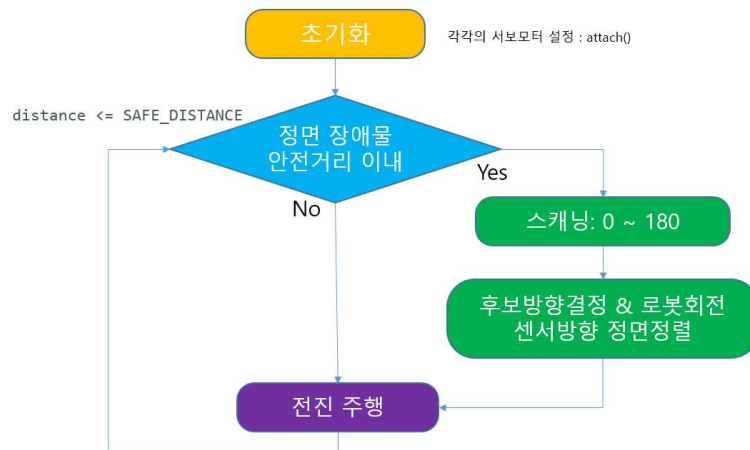 초기화
각각의 서보모터 설정 : attach()
distance <= SAFE_DISTANCE
정면 장애물
안전거리 이내
Yes
No
스캐닝: 0 ~ 180
후보방향결정 & 로봇회전
센서방향 정면정렬
전진 주행